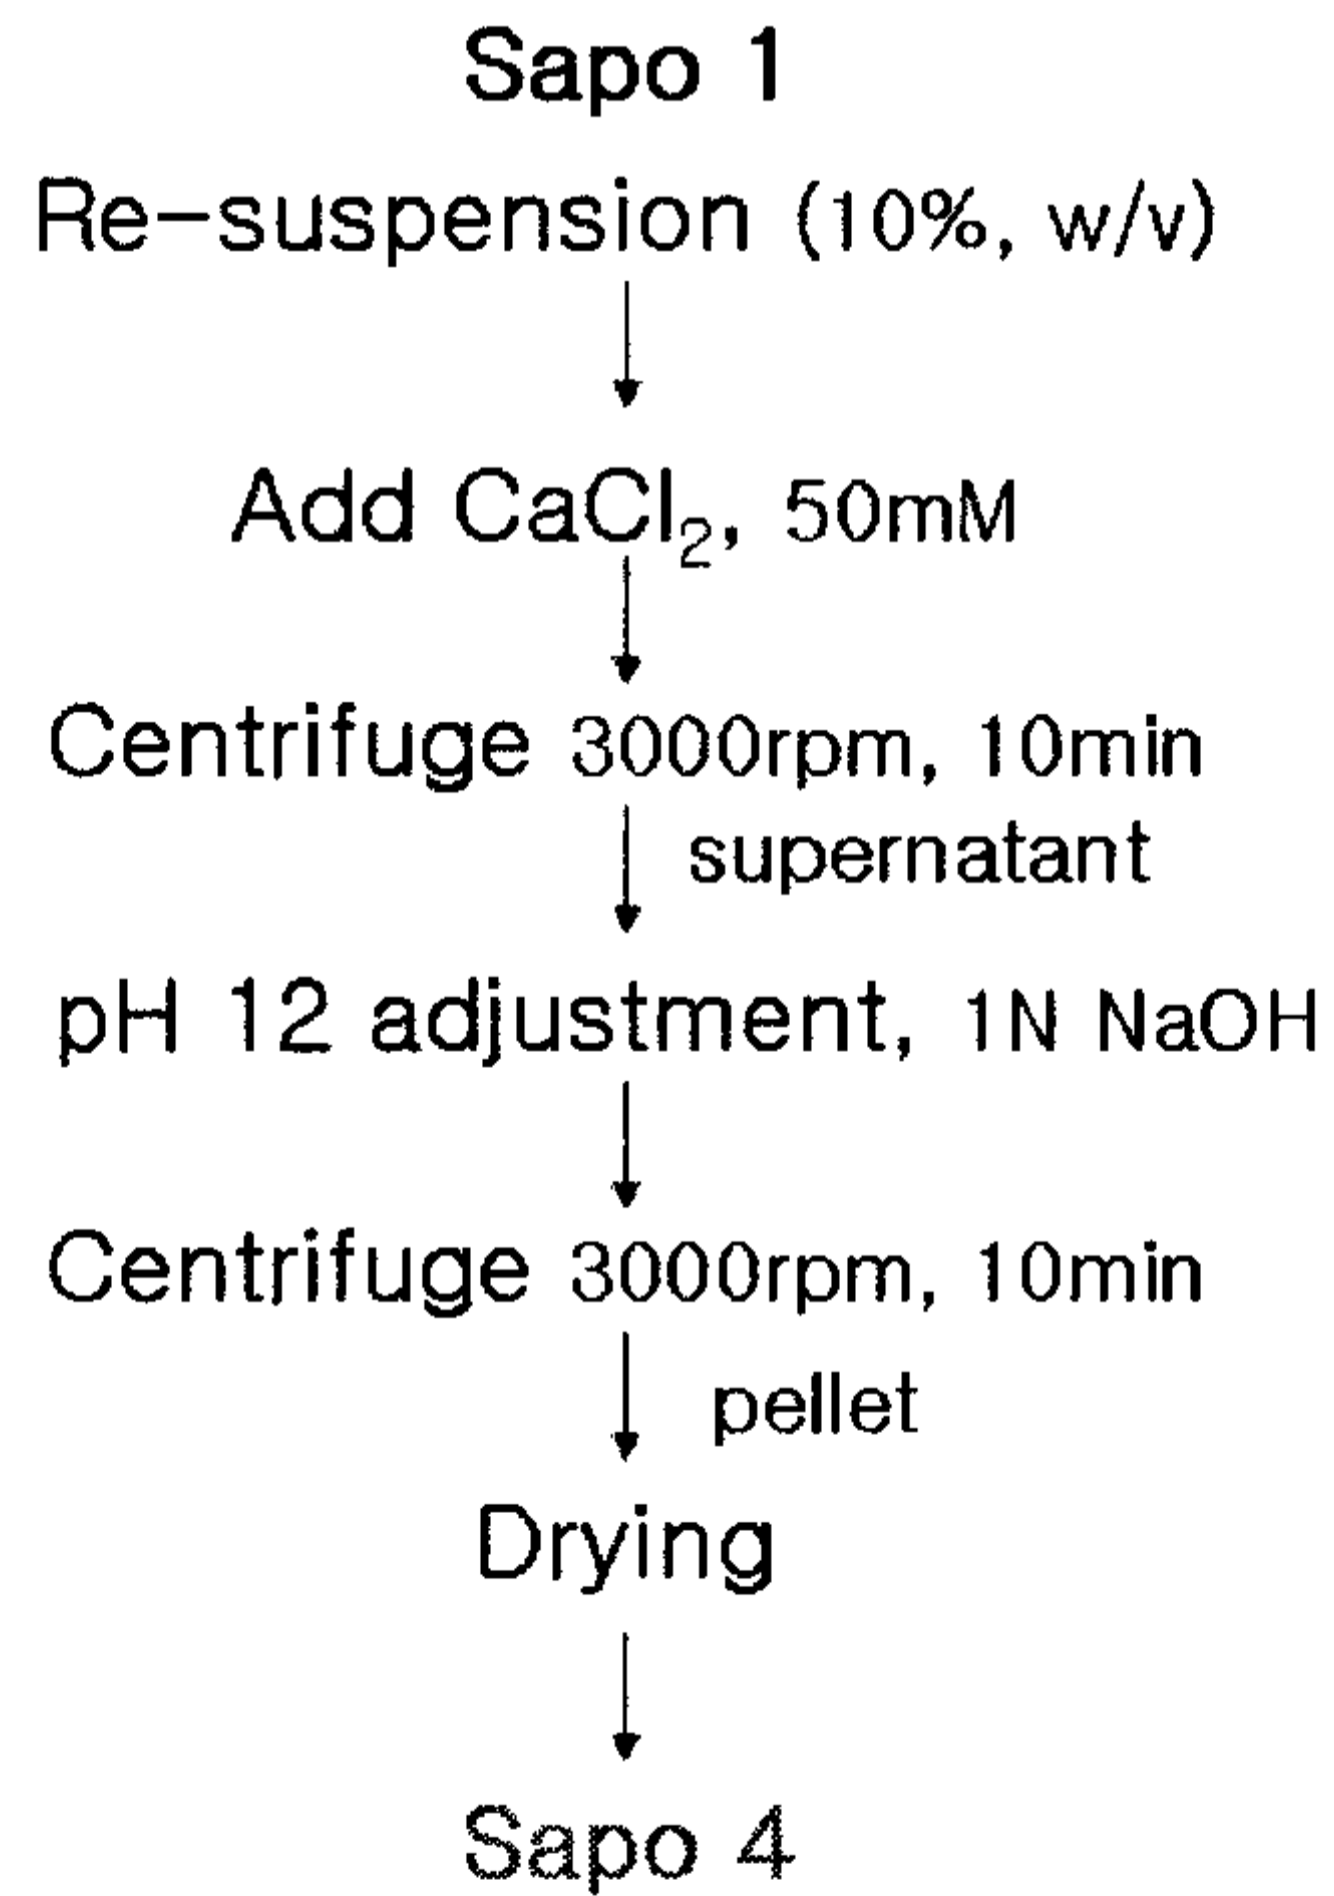 Sapo 1
Re-suspension (10%, w/v)
Add CaCl₂, 50mM
Centrifuge 3000rpm, 10min
supernatant
pH 12 adjustment, 1N NaOH
Centrifuge 3000rpm, 10min
pellet
Drying
Sapo 4